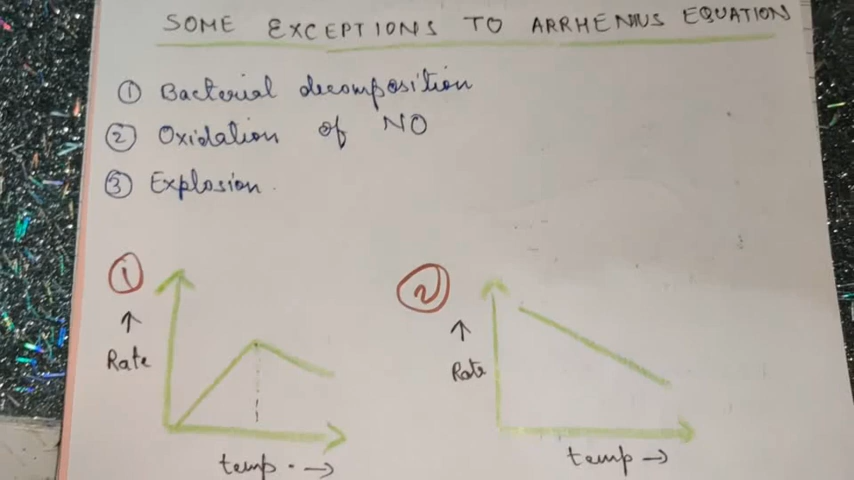 SOME EXCEPTIONS TO ARRHENIUS EQUATION
① Bacterial decomposition
② Oxidation of NO
③ Explosion.
①
↑
Rate
temp. →
②
↑
Rate
temp →